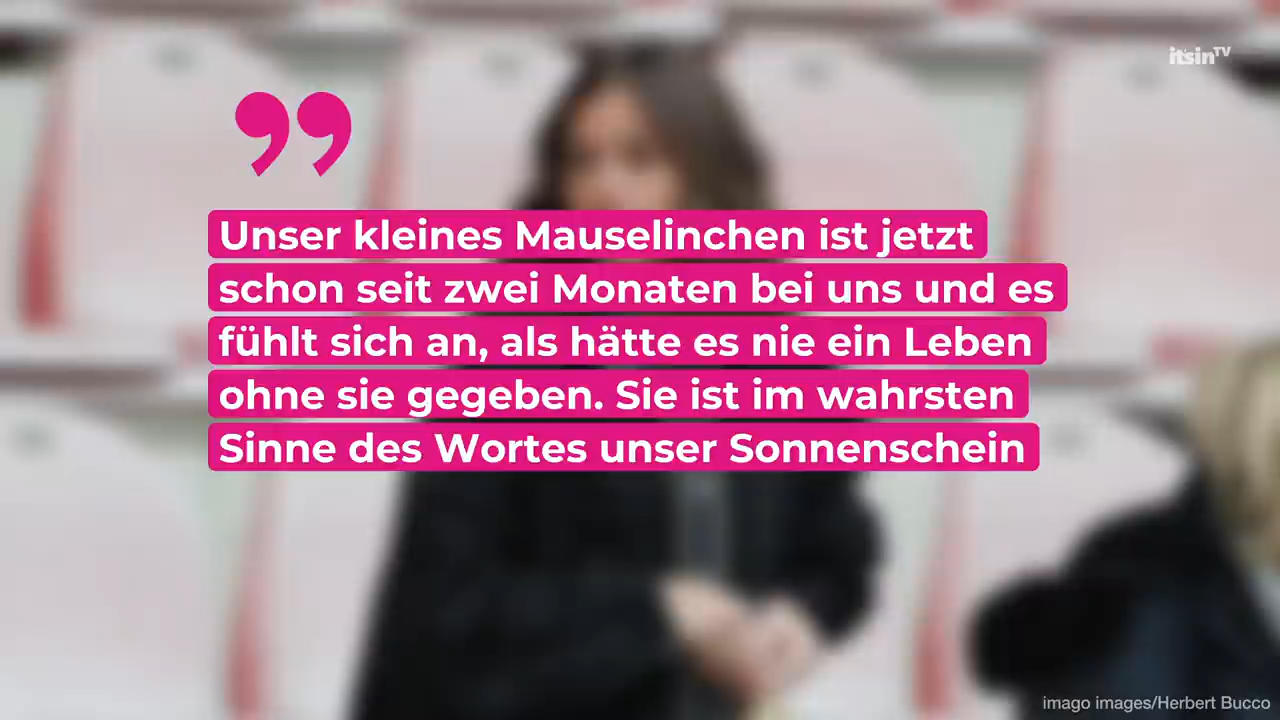 itsinTV
”
Unser kleines Mauselinchen ist jetzt
schon seit zwei Monaten bei uns und es
fühlt sich an, als hätte es nie ein Leben
ohne sie gegeben. Sie ist im wahrsten
Sinne des Wortes unser Sonnenschein
imago images/Herbert Bucco